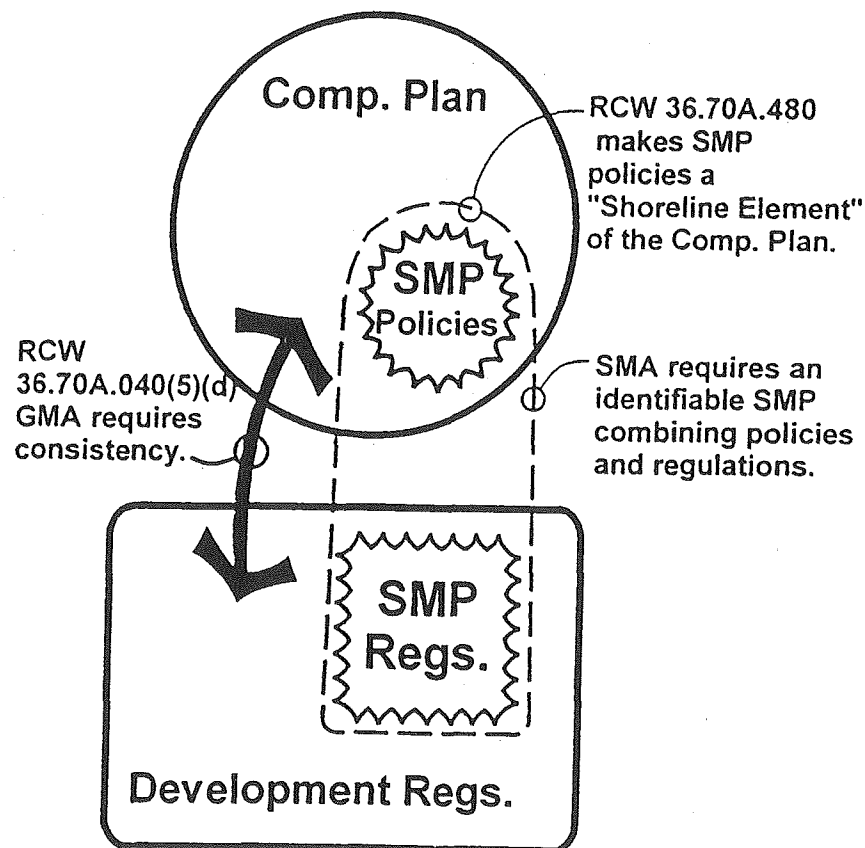 Comp. Plan
RCW 36.70A.480
makes SMP
policies a
"Shoreline Element"
of the Comp. Plan.
SMP
Policies
RCW
36.70A.040(5)(d)
GMA requires
consistency.
SMA requires an
identifiable SMP
combining policies
and regulations.
SMP
Regs.
Development Regs.